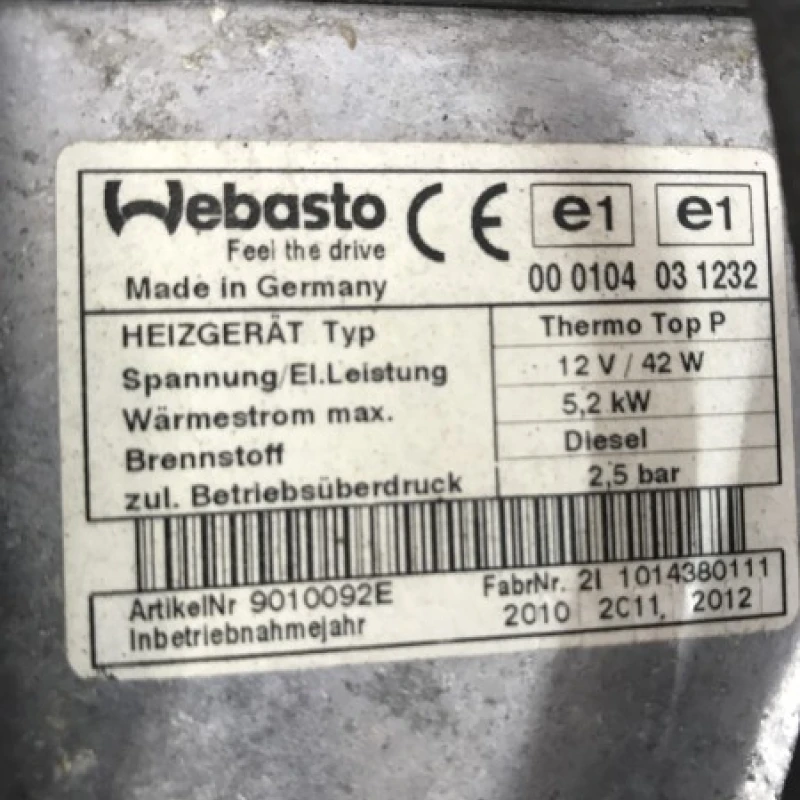 Webasto
Feel the drive
Made in Germany
CE e1 e1
00 0104 03 1232
HEIZGERÄT Typ Thermo Top P
Spannung/El.Leistung 12 V / 42 W
Wärmestrom max. 5,2 kW
Brennstoff Diesel
zul. Betriebsüberdruck 2,5 bar
ArtikelNr 9010092E FabrNr. 2I 1014380111
Inbetriebnahmejahr 2010 2011, 2012